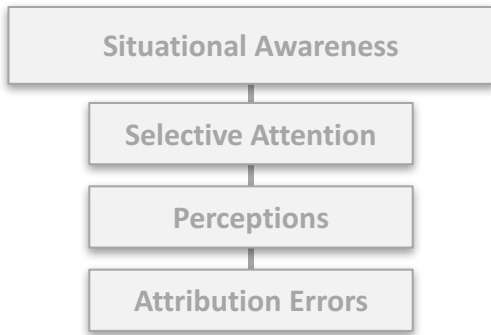 Situational Awareness
Selective Attention
Perceptions
Attribution Errors